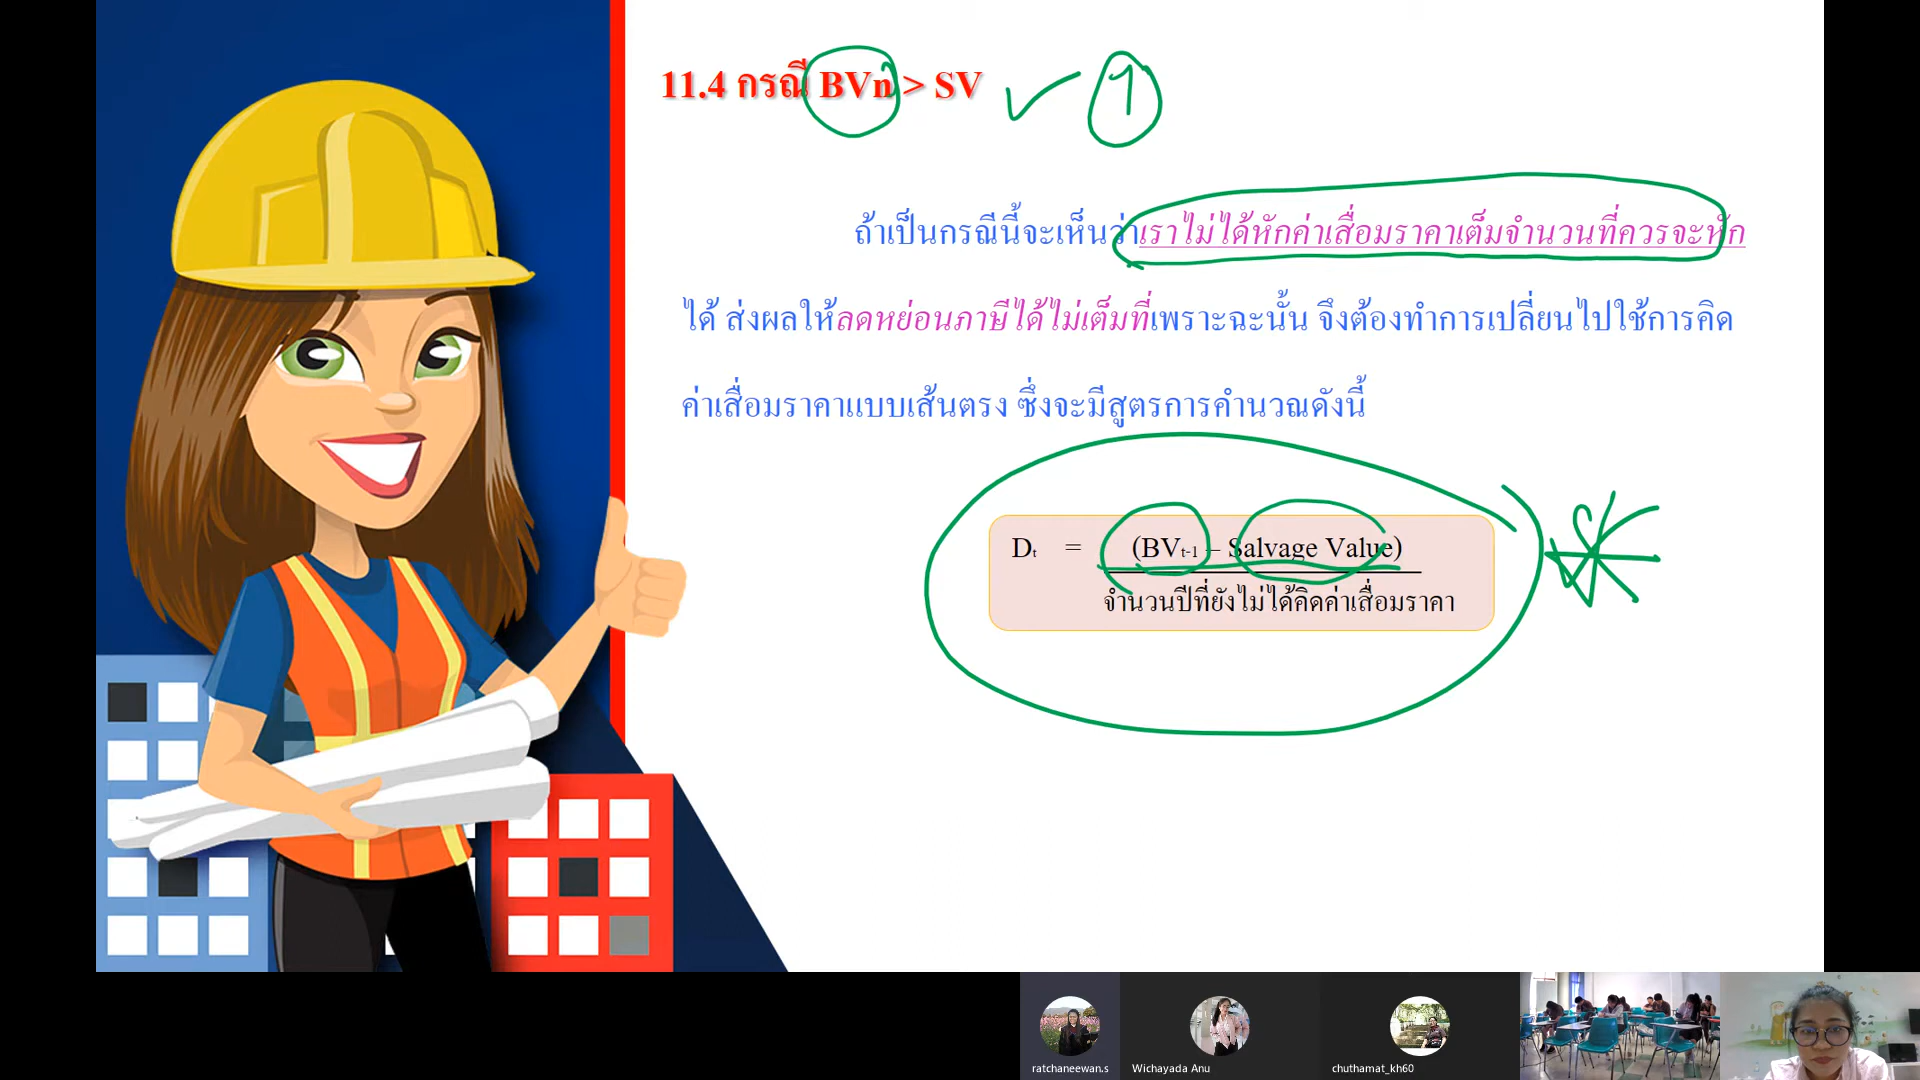 11.4 กรณี BVn > SV
1
ถ้าเป็นกรณีนี้จะเห็นว่าเราไม่ได้หักค่าเสื่อมราคาเต็มจำนวนที่ควรจะหัก
ได้ ส่งผลให้ลดหย่อนภาษีได้ไม่เต็มที่เพราะฉะนั้น จึงต้องทำการเปลี่ยนไปใช้การคิด
ค่าเสื่อมราคาแบบเส้นตรง ซึ่งจะมีสูตรการคำนวณดังนี้
Dt = (BVt-1 – Salvage Value)
จำนวนปีที่ยังไม่ได้คิดค่าเสื่อมราคา
ratchaneewan.s
Wichayada Anu
chuthamat_kh60